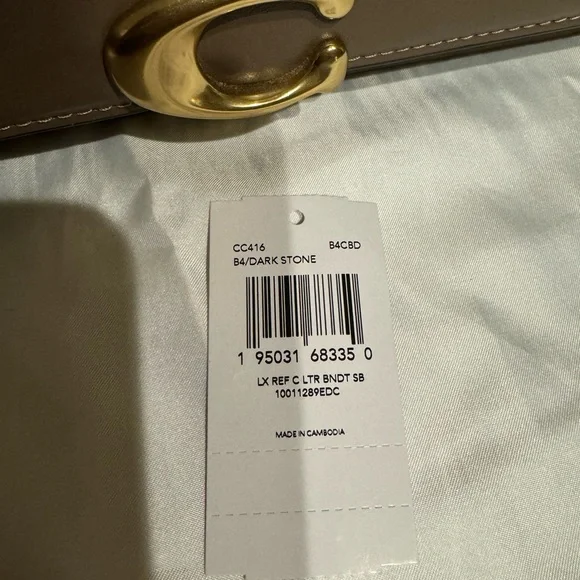 CC416 B4CBD
B4/DARK STONE
1 95031 68335 0
LX REF C LTR BNDT SB
10011289EDC
MADE IN CAMBODIA